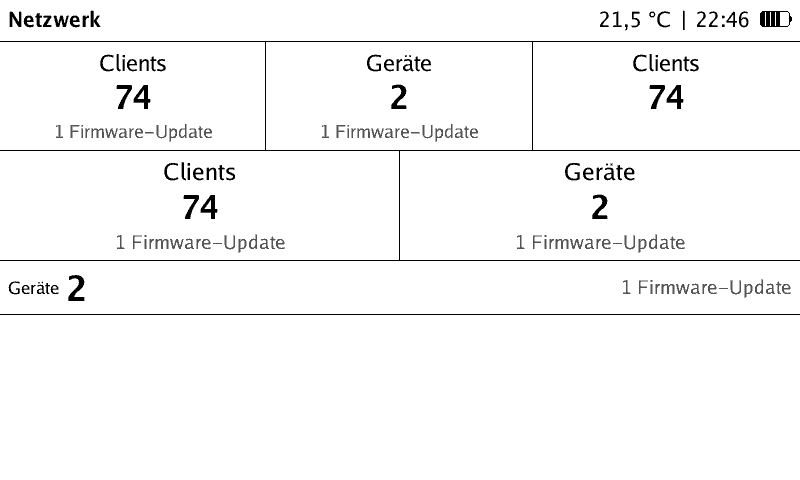 Netzwerk 21,5 °C | 22:46
Clients Geräte Clients
74 2 74
1 Firmware-Update 1 Firmware-Update
Clients Geräte
74 2
1 Firmware-Update 1 Firmware-Update
Geräte 2 1 Firmware-Update